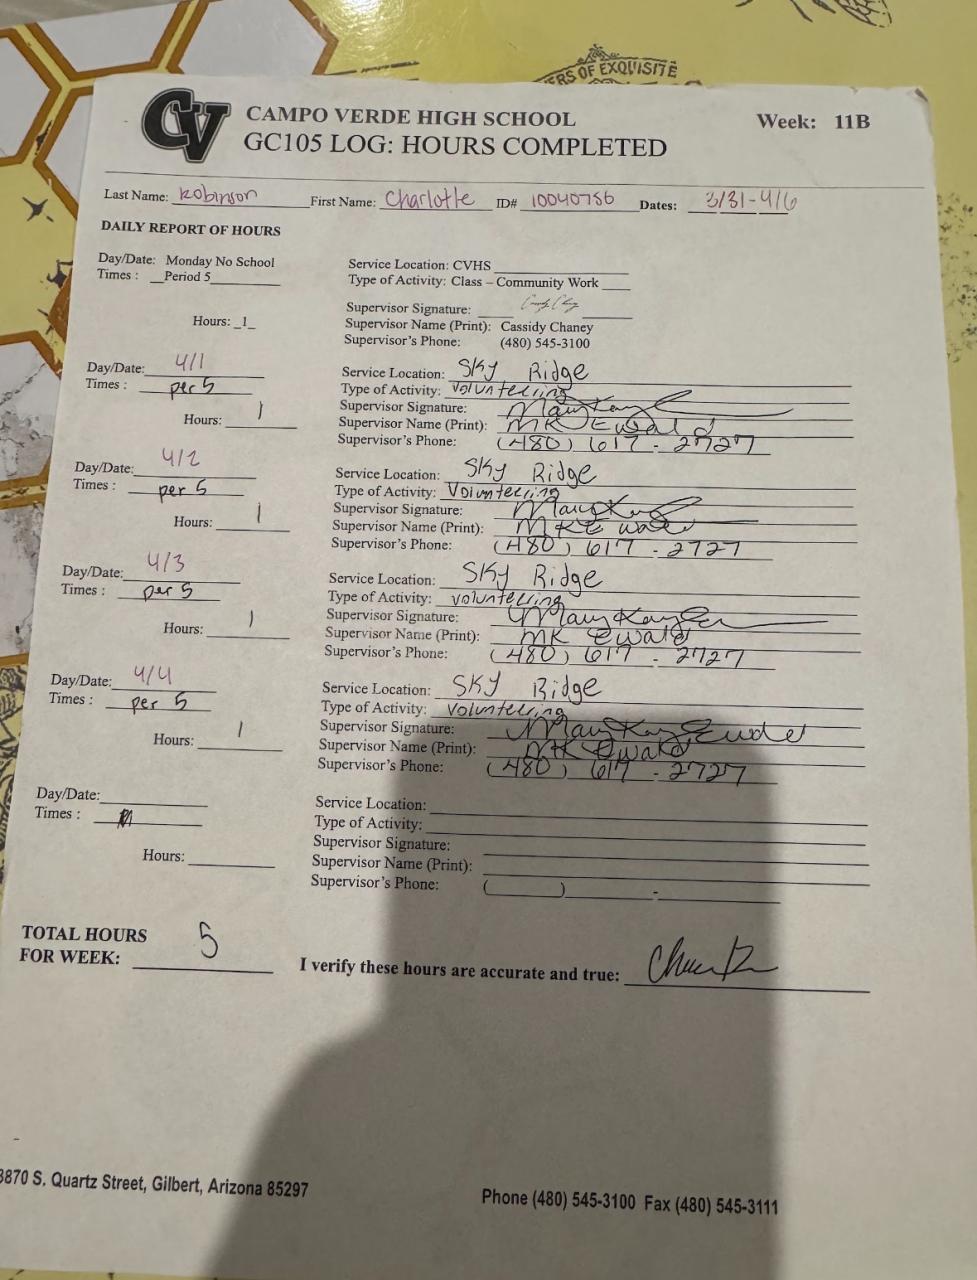 ERS OF EXQUISITE
CV CAMPO VERDE HIGH SCHOOL Week: 11B
GC105 LOG: HOURS COMPLETED
Last Name: Robinson First Name: Charlotte ID# 10040756 Dates: 3/31-4/6
DAILY REPORT OF HOURS
Day/Date: Monday No School
Times : Period 5
Hours: 1
Service Location: CVHS
Type of Activity: Class – Community Work
Supervisor Signature:
Supervisor Name (Print): Cassidy Chaney
Supervisor's Phone: (480) 545-3100
Day/Date: 4/1
Times : per 5
Hours: 1
Service Location: Sky Ridge
Type of Activity: Volunteering
Supervisor Signature: Mary Kay
Supervisor Name (Print): MK Ewald
Supervisor's Phone: (480) 617-2727
Day/Date: 4/2
Times : per 5
Hours: 1
Service Location: Sky Ridge
Type of Activity: Volunteering
Supervisor Signature: Mary Kay
Supervisor Name (Print): MK Ewald
Supervisor's Phone: (480) 617-2727
Day/Date: 4/3
Times : per 5
Hours: 1
Service Location: Sky Ridge
Type of Activity: volunteering
Supervisor Signature: Mary Kay
Supervisor Name (Print): MK Ewald
Supervisor's Phone: (480) 617-2727
Day/Date: 4/4
Times : per 5
Hours: 1
Service Location: Sky Ridge
Type of Activity: volunteering
Supervisor Signature: Mary Kay
Supervisor Name (Print): MK Ewald
Supervisor's Phone: (480) 617-2727
Day/Date:
Times :
Hours:
Service Location:
Type of Activity:
Supervisor Signature:
Supervisor Name (Print):
Supervisor's Phone: ( ) -
TOTAL HOURS
FOR WEEK: 5
I verify these hours are accurate and true:
3870 S. Quartz Street, Gilbert, Arizona 85297
Phone (480) 545-3100 Fax (480) 545-3111